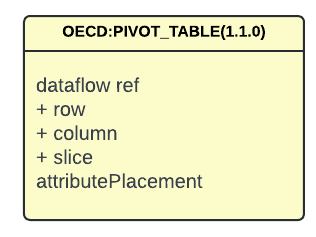 OECD:PIVOT_TABLE(1.1.0)
dataflow ref
+ row
+ column
+ slice
attributePlacement